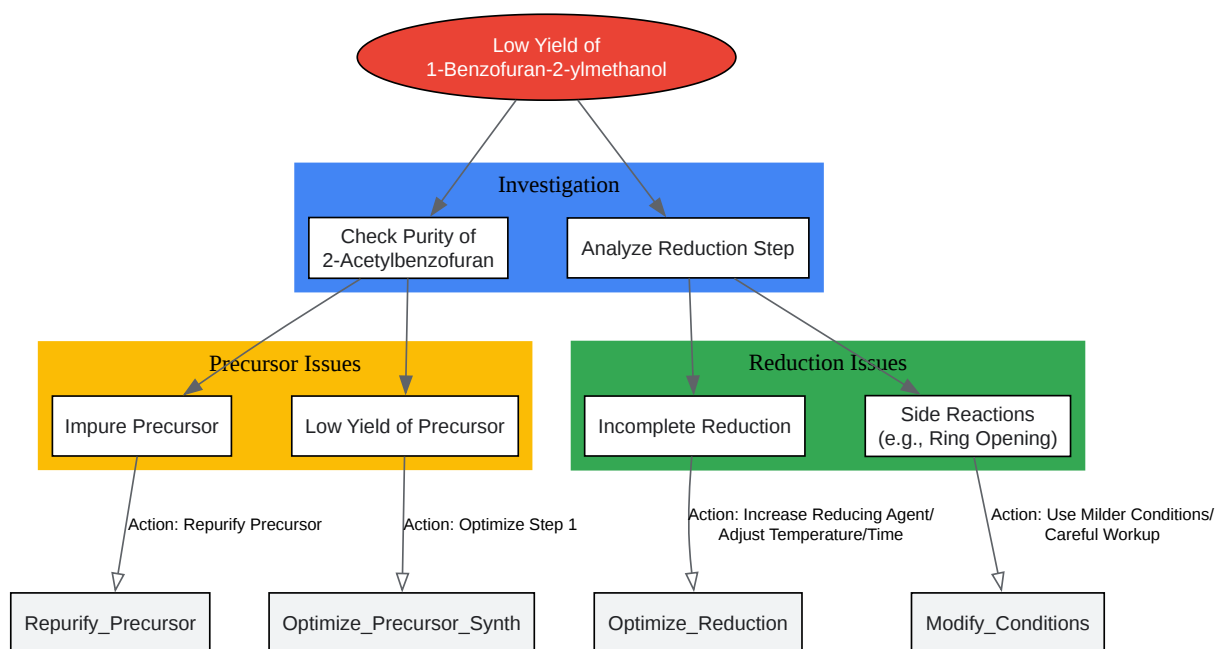 Low Yield of
1-Benzofuran-2-ylmethanol
Investigation
Check Purity of
2-Acetylbenzofuran
Analyze Reduction Step
Precursor Issues
Reduction Issues
Impure Precursor
Low Yield of Precursor
Incomplete Reduction
Side Reactions
(e.g., Ring Opening)
Action: Repurify Precursor
Action: Optimize Step 1
Action: Increase Reducing Agent/
Adjust Temperature/Time
Action: Use Milder Conditions/
Careful Workup
Repurify_Precursor
Optimize_Precursor_Synth
Optimize_Reduction
Modify_Conditions